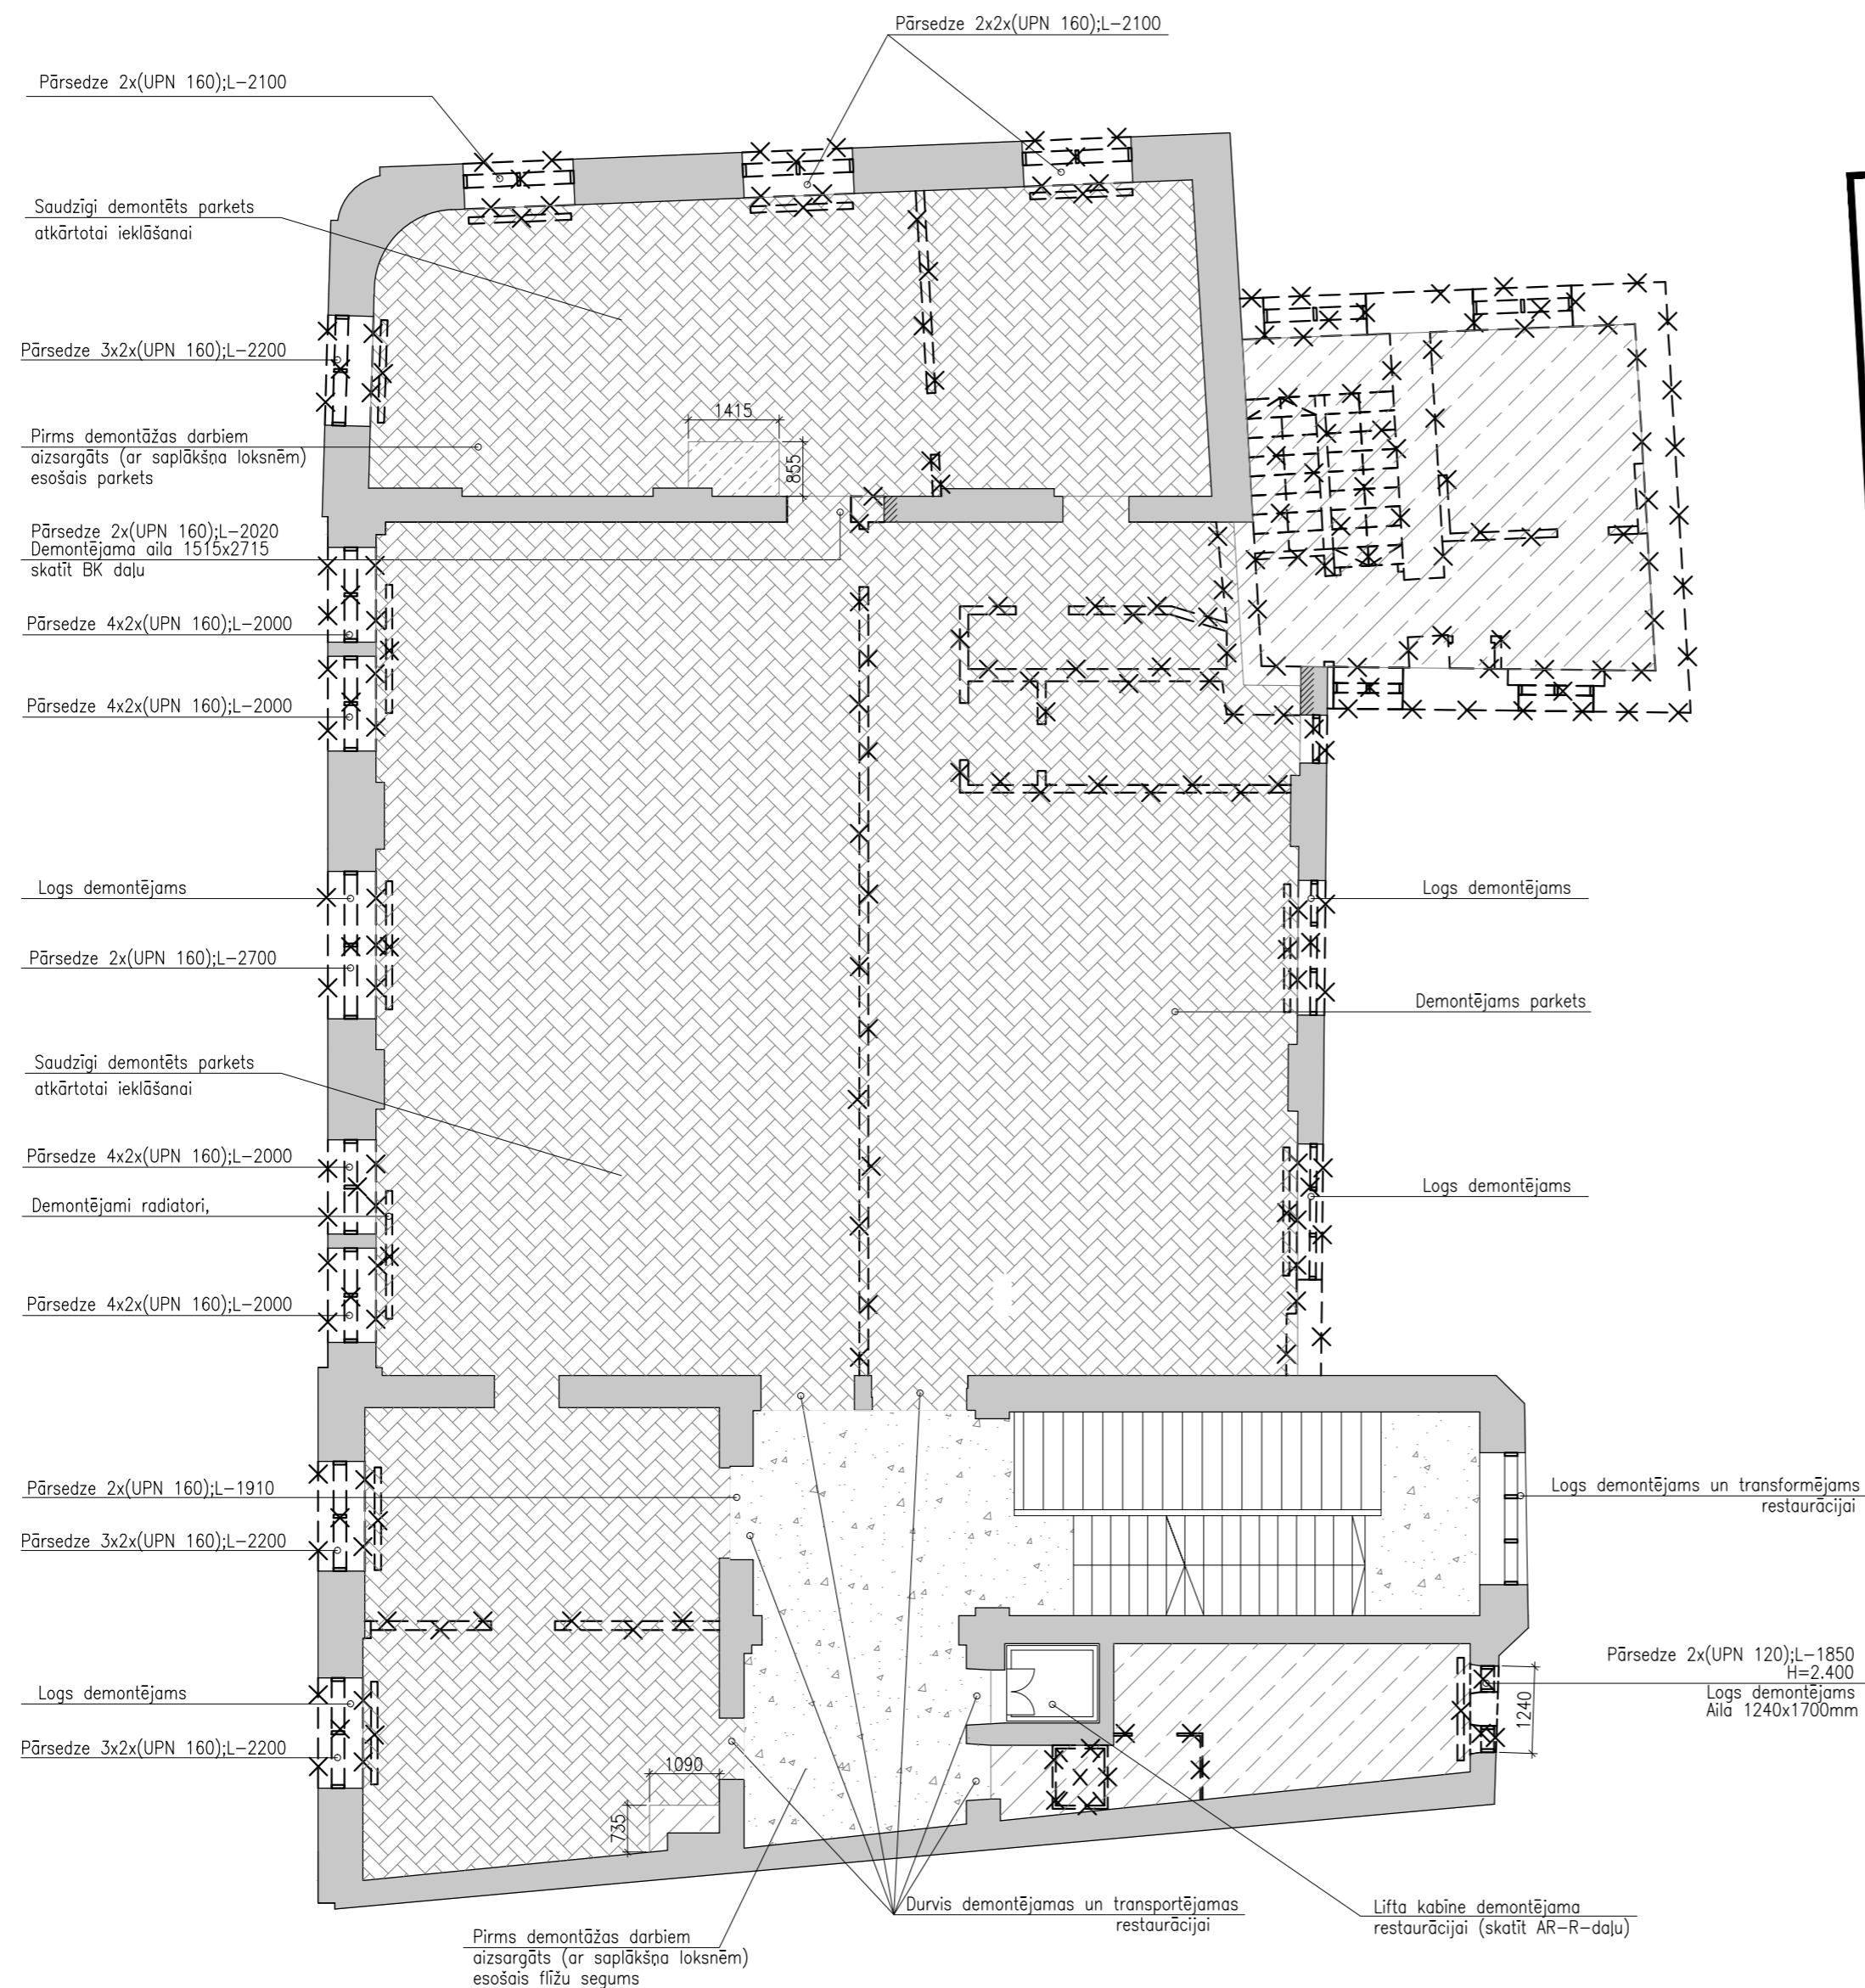 Pārsedze 2x2x(UPN 160);L-2100
Pārsedze 2x(UPN 160);L-2100
Saudzīgi demontēts parkets
atkārtotai ieklāšanai
Pārsedze 3x2x(UPN 160);L-2200
1415
855
Pirms demontāžas darbiem
aizsargāts (ar saplākšņa loksnēm)
esošais parkets
Pārsedze 2x(UPN 160);L-2020
Demontējama aila 1515x2715
skatīt BK daļu
Pārsedze 4x2x(UPN 160);L-2000
Pārsedze 4x2x(UPN 160);L-2000
Logs demontējams
Logs demontējams
Pārsedze 2x(UPN 160);L-2700
Demontējams parkets
Saudzīgi demontēts parkets
atkārtotai ieklāšanai
Pārsedze 4x2x(UPN 160);L-2000
Logs demontējams
Demontējami radiatori,
Pārsedze 4x2x(UPN 160);L-2000
Pārsedze 2x(UPN 160);L-1910
Logs demontējams un transformējams
restaurācijai
Pārsedze 3x2x(UPN 160);L-2200
Pārsedze 2x(UPN 120);L-1850
H=2.400
Logs demontējams
Aila 1240x1700mm
1240
Logs demontējams
Pārsedze 3x2x(UPN 160);L-2200
1090
735
Durvis demontējamas un transportējamas
restaurācijai
Lifta kabīne demontējama
restaurācijai (skatīt AR-R-daļu)
Pirms demontāžas darbiem
aizsargāts (ar saplākšņa loksnēm)
esošais flīžu segums